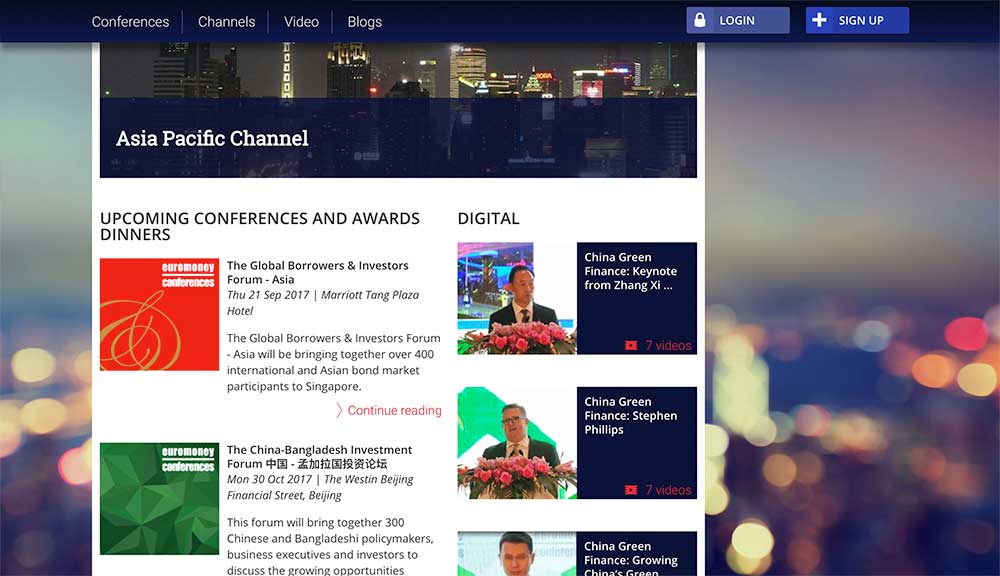 Conferences
Channels
Video
Blogs
LOGIN
SIGN UP
Asia Pacific Channel
UPCOMING CONFERENCES AND AWARDS
DINNERS
euromoney
conferences
The Global Borrowers & Investors
Forum - Asia
Thu 21 Sep 2017 | Marriott Tang Plaza
Hotel
The Global Borrowers & Investors Forum
- Asia will be bringing together over 400
international and Asian bond market
participants to Singapore.
Continue reading
euromoney
conferences
The China-Bangladesh Investment
Forum 中国 - 孟加拉国投资论坛
Mon 30 Oct 2017 | The Westin Beijing
Financial Street, Beijing
This forum will bring together 300
Chinese and Bangladeshi policymakers,
business executives and investors to
discuss the growing opportunities
DIGITAL
China Green
Finance: Keynote
from Zhang Xi ...
7 videos
China Green
Finance: Stephen
Phillips
7 videos
China Green
Finance: Growing
China's Green